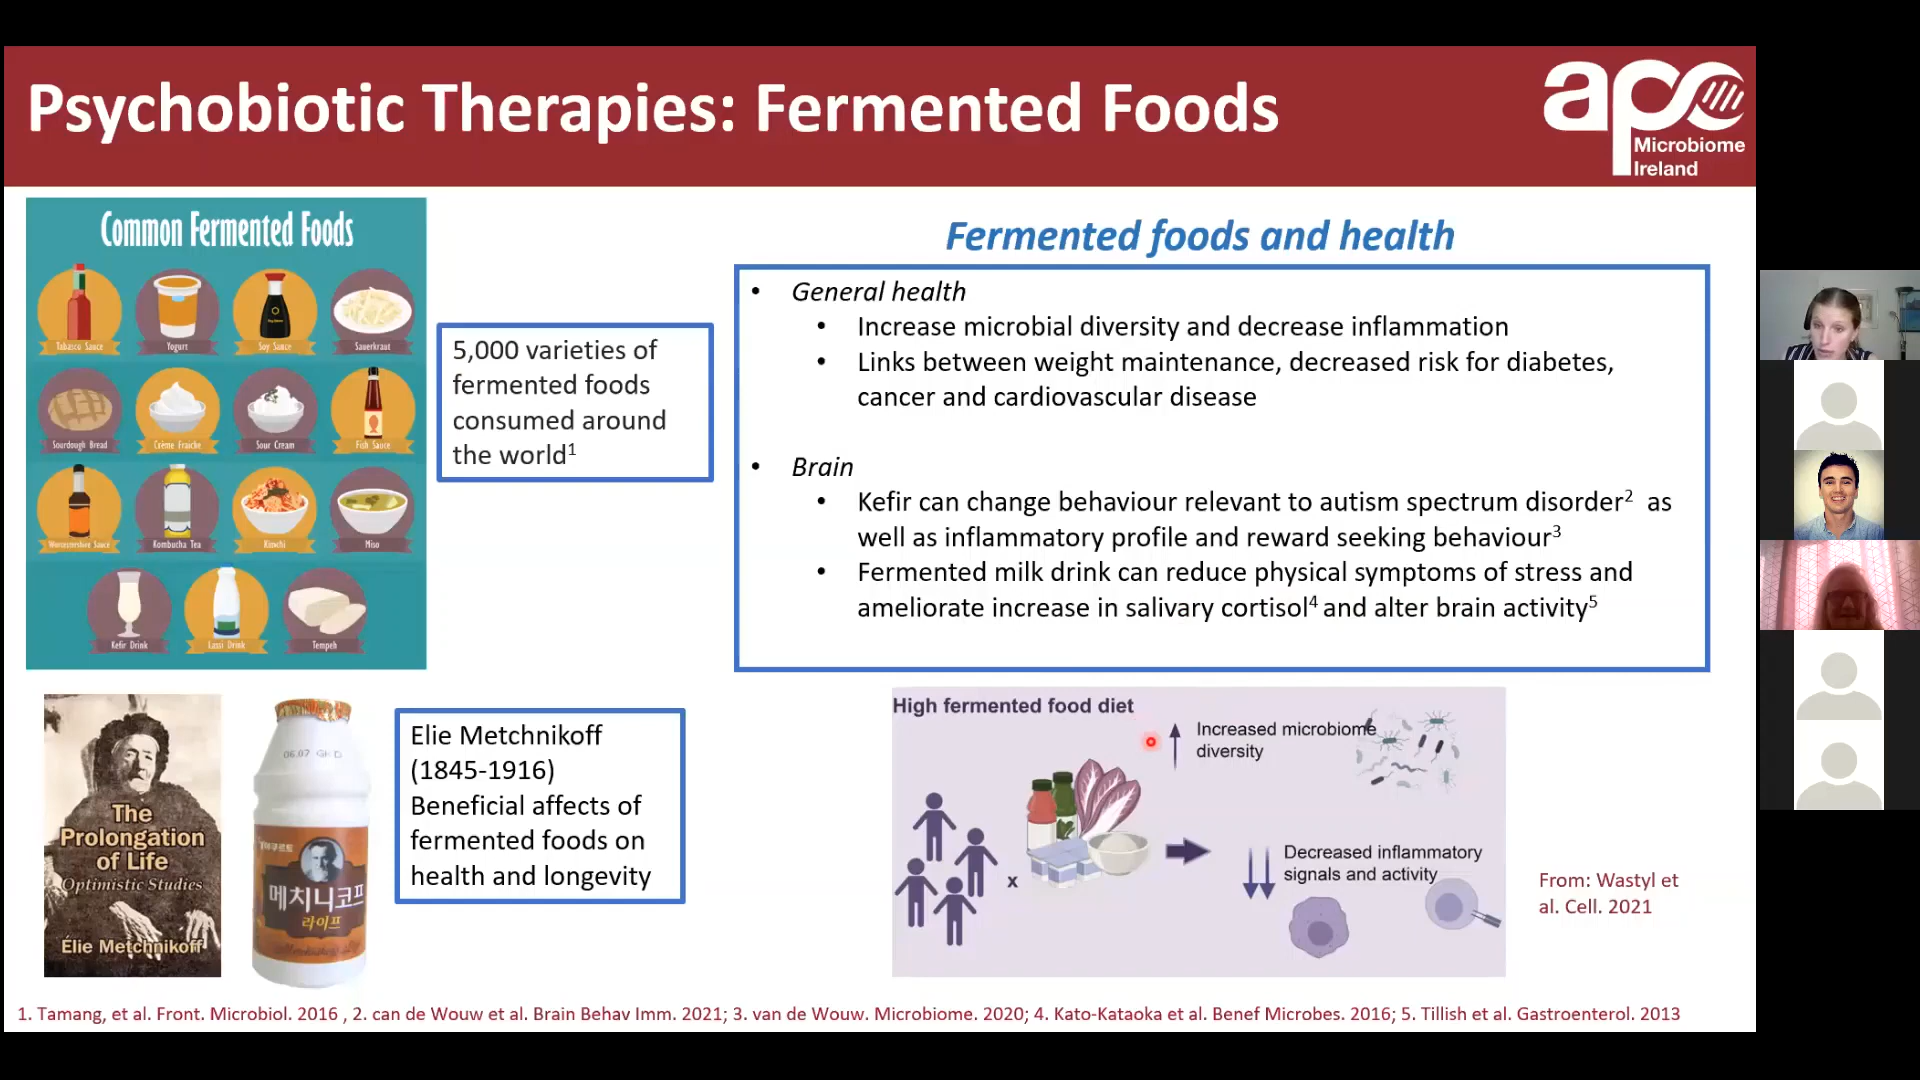 Psychobiotic Therapies: Fermented Foods
apc
Microbiome
Ireland
Common Fermented Foods
Tabasco Sauce
Yogurt
Soy Sauce
Sauerkraut
Sourdough Bread
Crème Fraiche
Sour Cream
Fish Sauce
Worcestershire Sauce
Kombucha Tea
Kimchi
Miso
Kefir Drink
Lassi Drink
Tempeh
5,000 varieties of
fermented foods
consumed around
the world1
Fermented foods and health
• General health
• Increase microbial diversity and decrease inflammation
• Links between weight maintenance, decreased risk for diabetes,
cancer and cardiovascular disease
• Brain
• Kefir can change behaviour relevant to autism spectrum disorder2 as
well as inflammatory profile and reward seeking behaviour3
• Fermented milk drink can reduce physical symptoms of stress and
ameliorate increase in salivary cortisol4 and alter brain activity5
The
Prolongation
of Life
Optimistic Studies
Élie Metchnikoff
메치니코프
라이프
Elie Metchnikoff
(1845-1916)
Beneficial affects of
fermented foods on
health and longevity
High fermented food diet
Increased microbiome
diversity
x
Decreased inflammatory
signals and activity
From: Wastyl et
al. Cell. 2021
1. Tamang, et al. Front. Microbiol. 2016 , 2. can de Wouw et al. Brain Behav Imm. 2021; 3. van de Wouw. Microbiome. 2020; 4. Kato-Kataoka et al. Benef Microbes. 2016; 5. Tillish et al. Gastroenterol. 2013